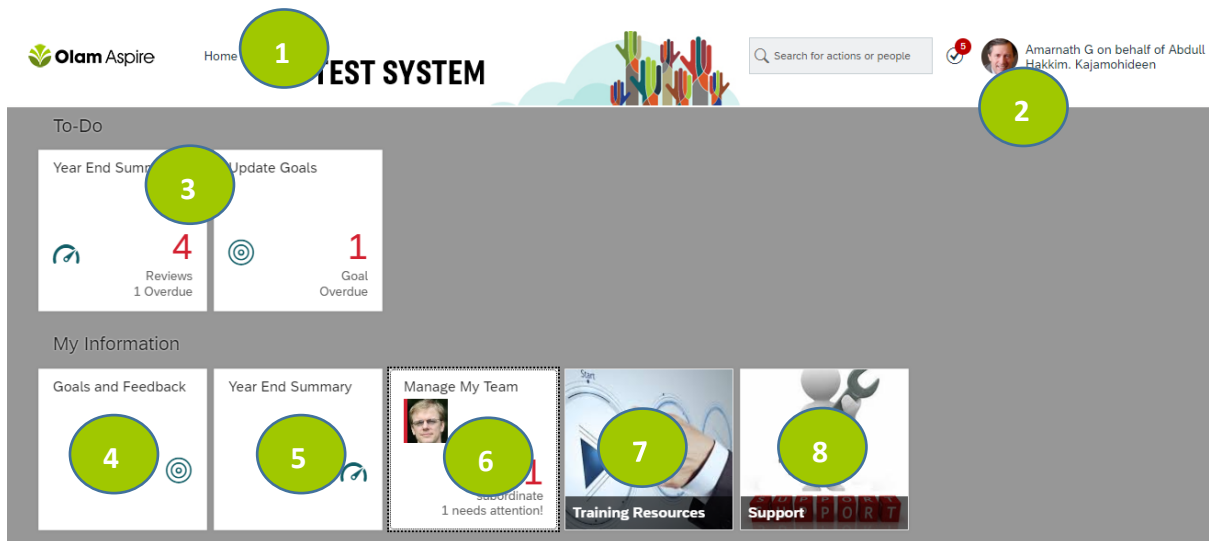 Olam Aspire
Home
1
TEST SYSTEM
Search for actions or people
5
Amarnath G on behalf of Abdull
Hakkim. Kajamohideen
2
To-Do
Year End
3
Update Goals
4
Reviews
1 Overdue
1
Goal
Overdue
My Information
Goals and Feedback
4
Year End Summary
5
Manage My Team
6
1
subordinate
1 needs attention!
Start
7
Training Resources
8
SUPPORT
Support